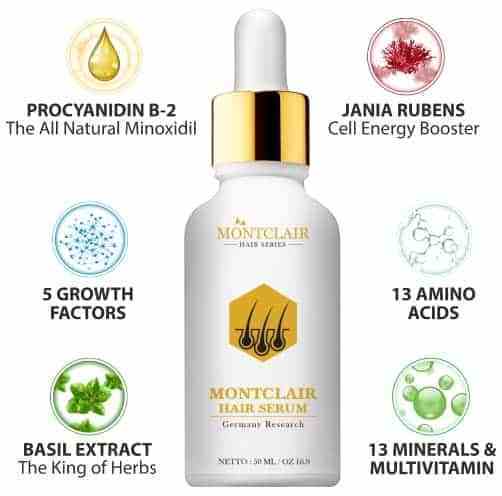 PROCYANIDIN B-2
The All Natural Minoxidil
JANIA RUBENS
Cell Energy Booster
5 GROWTH
FACTORS
13 AMINO
ACIDS
BASIL EXTRACT
The King of Herbs
13 MINERALS &
MULTIVITAMIN
MONTCLAIR
HAIR SERIES
MONTCLAIR
HAIR SERUM
Germany Research
NETTO : 50 ML / OZ 16.9